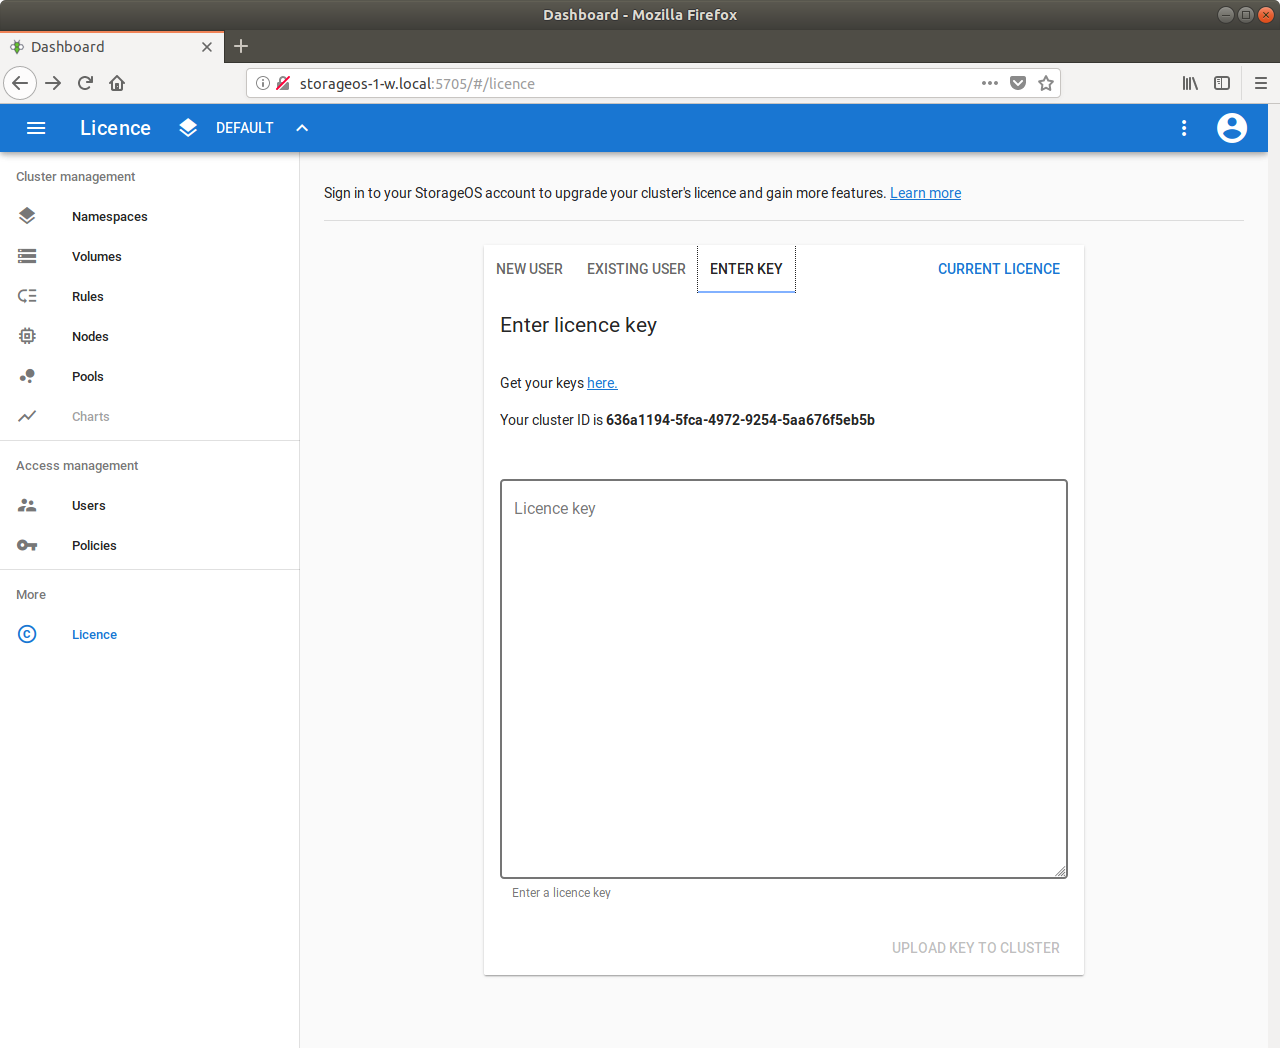 Dashboard - Mozilla Firefox
Dashboard
storageos-1-w.local:5705/#/licence
Licence
DEFAULT
Cluster management
Namespaces
Volumes
Rules
Nodes
Pools
Charts
Access management
Users
Policies
More
Licence
Sign in to your StorageOS account to upgrade your cluster's licence and gain more features. Learn more
NEW USER
EXISTING USER
ENTER KEY
CURRENT LICENCE
Enter licence key
Get your keys here.
Your cluster ID is 636a1194-5fca-4972-9254-5aa676f5eb5b
Licence key
Enter a licence key
UPLOAD KEY TO CLUSTER